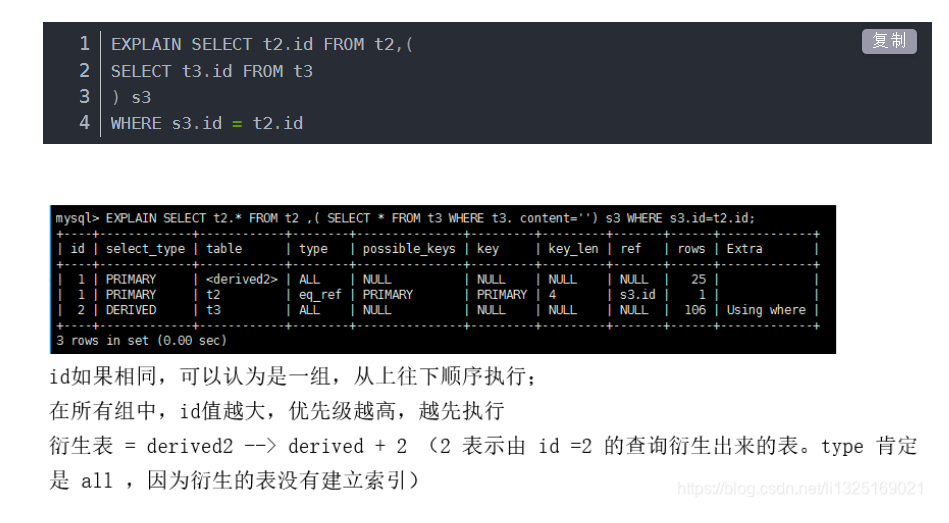 复制
1 EXPLAIN SELECT t2.id FROM t2,(
2 SELECT t3.id FROM t3
3 ) s3
4 WHERE s3.id = t2.id
mysql> EXPLAIN SELECT t2.* FROM t2 ,( SELECT * FROM t3 WHERE t3. content='') s3 WHERE s3.id=t2.id;
+----+-------------+------------+--------+---------------+---------+---------+-------+------+-------------+
| id | select_type | table | type | possible_keys | key | key_len | ref | rows | Extra |
+----+-------------+------------+--------+---------------+---------+---------+-------+------+-------------+
| 1 | PRIMARY | <derived2> | ALL | NULL | NULL | NULL | NULL | 25 | |
| 1 | PRIMARY | t2 | eq_ref | PRIMARY | PRIMARY | 4 | s3.id | 1 | |
| 2 | DERIVED | t3 | ALL | NULL | NULL | NULL | NULL | 106 | Using where |
+----+-------------+------------+--------+---------------+---------+---------+-------+------+-------------+
3 rows in set (0.00 sec)
id如果相同，可以认为是一组，从上往下顺序执行；
在所有组中，id值越大，优先级越高，越先执行
衍生表 = derived2 --> derived + 2 （2 表示由 id =2 的查询衍生出来的表。type 肯定
是 all ，因为衍生的表没有建立索引）
https://blog.csdn.net/li1325169021